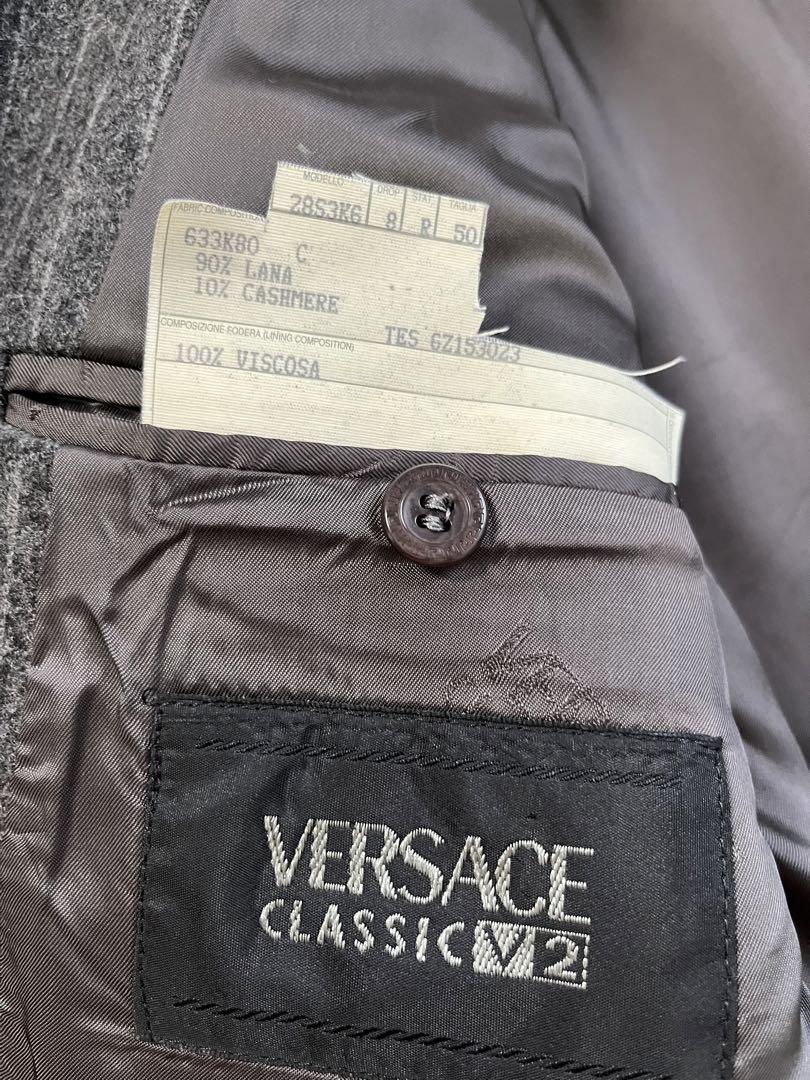 MODELLO DROP STAT. TAGLIA
28S3K6 8 R 50
FABRIC COMPOSITION
633K80 C
90% LANA
10% CASHMERE
TES GZ153023
COMPOSIZIONE FODERA (LINING COMPOSITION)
100% VISCOSA
VERSACE
CLASSIC V2